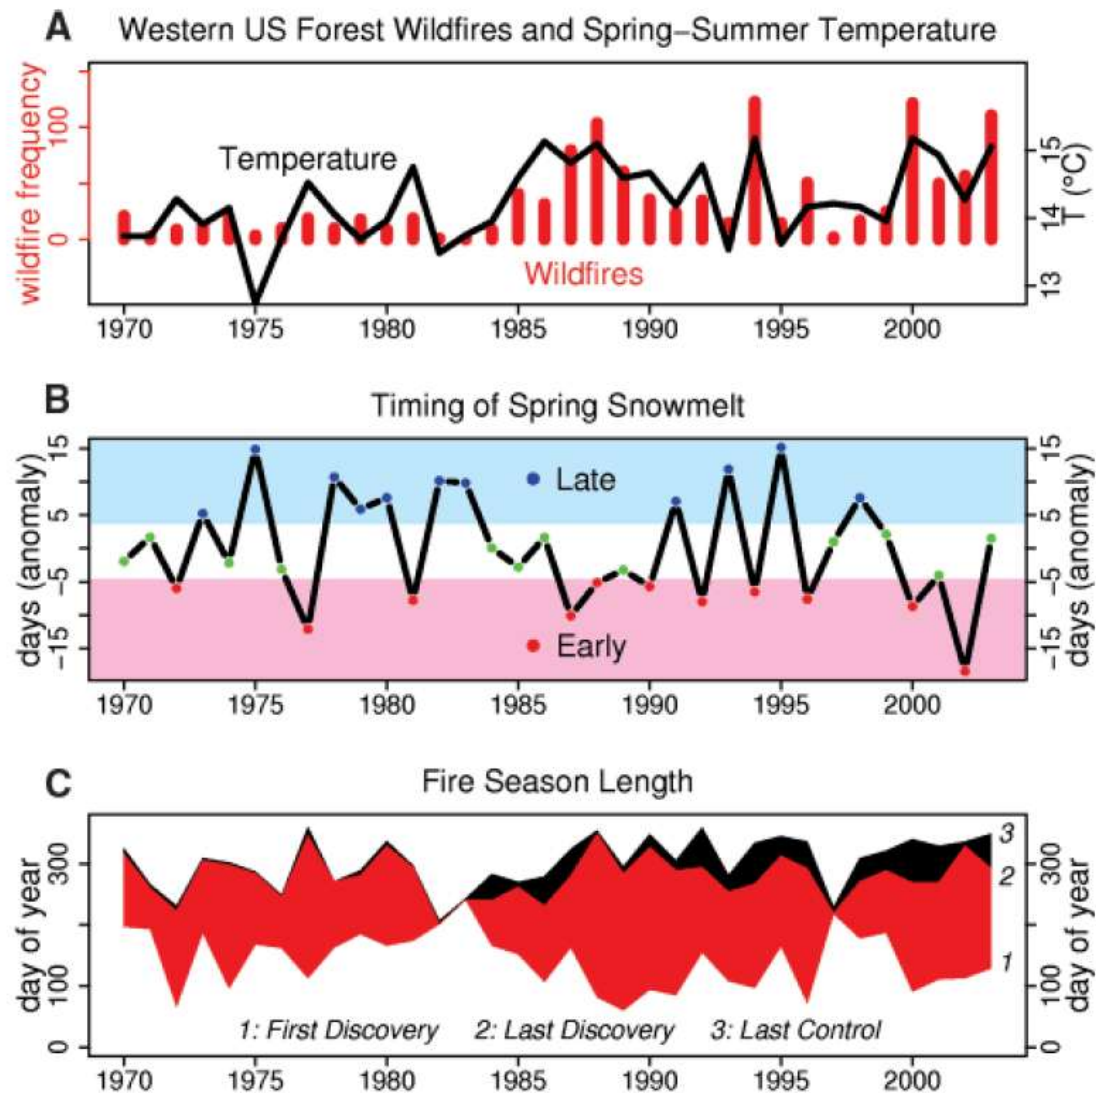 A
Western US Forest Wildfires and Spring–Summer Temperature
wildfire frequency
0 100
Temperature
Wildfires
13 14 15
T (°C)
1970 1975 1980 1985 1990 1995 2000
B
Timing of Spring Snowmelt
days (anomaly)
−15 −5 5 15
Late
Early
−15 −5 5 15
days (anomaly)
1970 1975 1980 1985 1990 1995 2000
C
Fire Season Length
day of year
0 100 300
3
2
1
1: First Discovery 2: Last Discovery 3: Last Control
0 100 300
day of year
1970 1975 1980 1985 1990 1995 2000